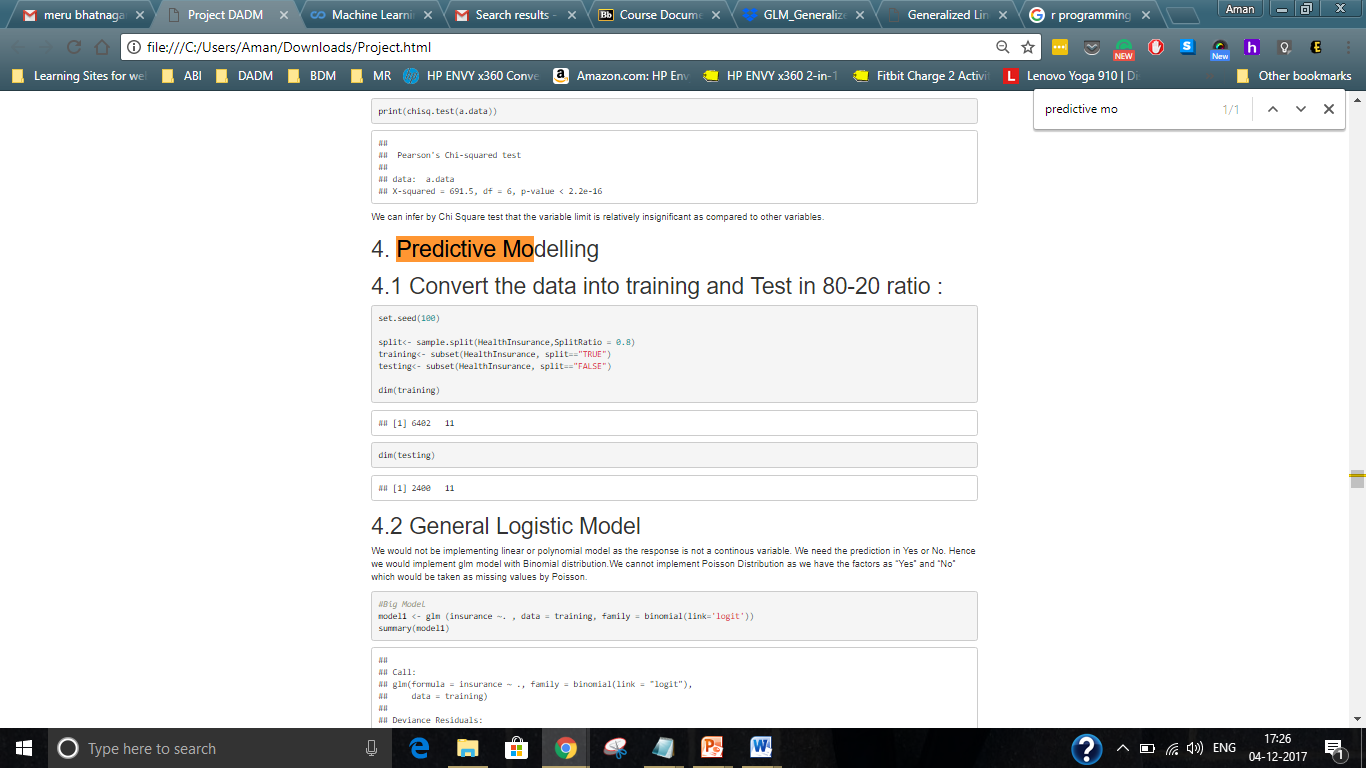 meru bhatnaga
Project DADM
Machine Learni
Search results -
Course Docume
GLM_Generaliz
Generalized Lin
r programming
Aman
file:///C:/Users/Aman/Downloads/Project.html
Learning Sites for we
ABI
DADM
BDM
MR
HP ENVY x360 Conve
Amazon.com: HP Env
HP ENVY x360 2-in-1
Fitbit Charge 2 Activi
Lenovo Yoga 910 | Di
Other bookmarks
predictive mo
1/1
print(chisq.test(a.data))
##
## Pearson's Chi-squared test
##
## data: a.data
## X-squared = 691.5, df = 6, p-value < 2.2e-16
We can infer by Chi Square test that the variable limit is relatively insignificant as compared to other variables.
4. Predictive Modelling
4.1 Convert the data into training and Test in 80-20 ratio :
set.seed(100)
split<- sample.split(HealthInsurance,SplitRatio = 0.8)
training<- subset(HealthInsurance, split=="TRUE")
testing<- subset(HealthInsurance, split=="FALSE")
dim(training)
## [1] 6402 11
dim(testing)
## [1] 2400 11
4.2 General Logistic Model
We would not be implementing linear or polynomial model as the response is not a continous variable. We need the prediction in Yes or No. Hence
we would implement glm model with Binomial distribution.We cannot implement Poisson Distribution as we have the factors as “Yes” and “No”
which would be taken as missing values by Poisson.
#Big Model
model1 <- glm (insurance ~. , data = training, family = binomial(link='logit'))
summary(model1)
##
## Call:
## glm(formula = insurance ~ ., family = binomial(link = "logit"),
## data = training)
##
## Deviance Residuals:
Type here to search
ENG
17:26
04-12-2017